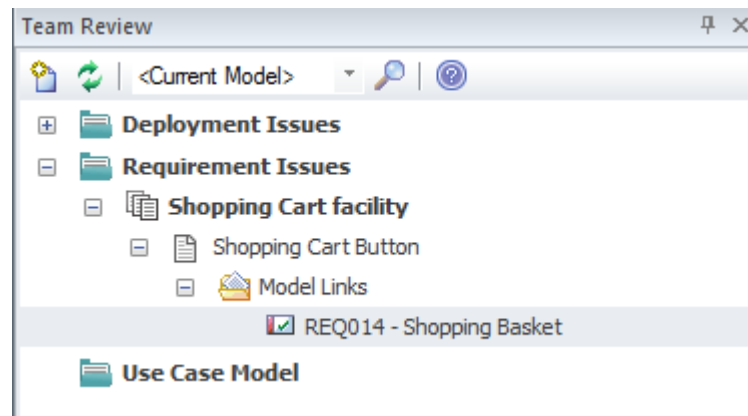 Team Review
<Current Model>
Deployment Issues
Requirement Issues
Shopping Cart facility
Shopping Cart Button
Model Links
REQ014 - Shopping Basket
Use Case Model